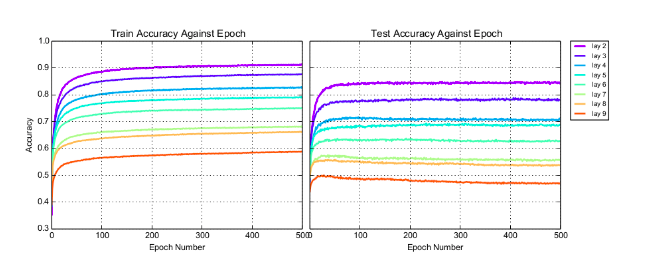 Train Accuracy Against Epoch
Test Accuracy Against Epoch
1.0
0.9
0.8
0.7
0.6
0.5
0.4
0.3
Accuracy
0
100
200
300
400
500
0
100
200
300
400
500
Epoch Number
Epoch Number
lay 2
lay 3
lay 4
lay 5
lay 6
lay 7
lay 8
lay 9